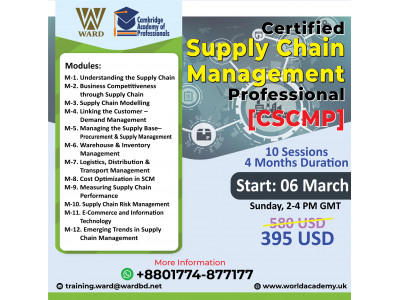 WARD
Cambridge
Academy of
Professionals
Certified
Supply Chain
Management
Professional
[CSCMP]
Modules:
M-1. Understanding the Supply Chain
M-2. Business Competitiveness
through Supply Chain
M-3. Supply Chain Modelling
M-4. Linking the Customer –
Demand Management
M-5. Managing the Supply Base–
Procurement & Supply Management
M-6. Warehouse & Inventory
Management
M-7. Logistics, Distribution &
Transport Management
M-8. Cost Optimization in SCM
M-9. Measuring Supply Chain
Performance
M-10. Supply Chain Risk Management
M-11. E-Commerce and Information
Technology
M-12. Emerging Trends in Supply
Chain Management
10 Sessions
4 Months Duration
Start: 06 March
Sunday, 2-4 PM GMT
580 USD
395 USD
More Information
+8801774-877177
training.ward@wardbd.net
www.worldacademy.uk